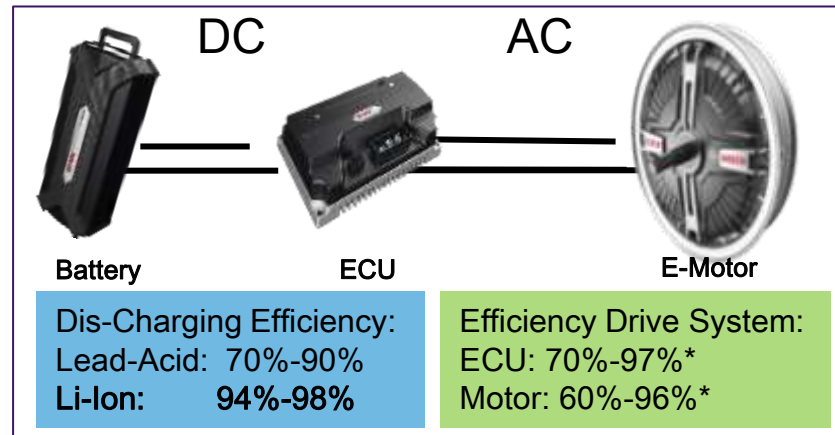 DC
AC
Battery
ECU
E-Motor
Dis-Charging Efficiency:
Lead-Acid: 70%-90%
Li-Ion: 94%-98%
Efficiency Drive System:
ECU: 70%-97%*
Motor: 60%-96%*